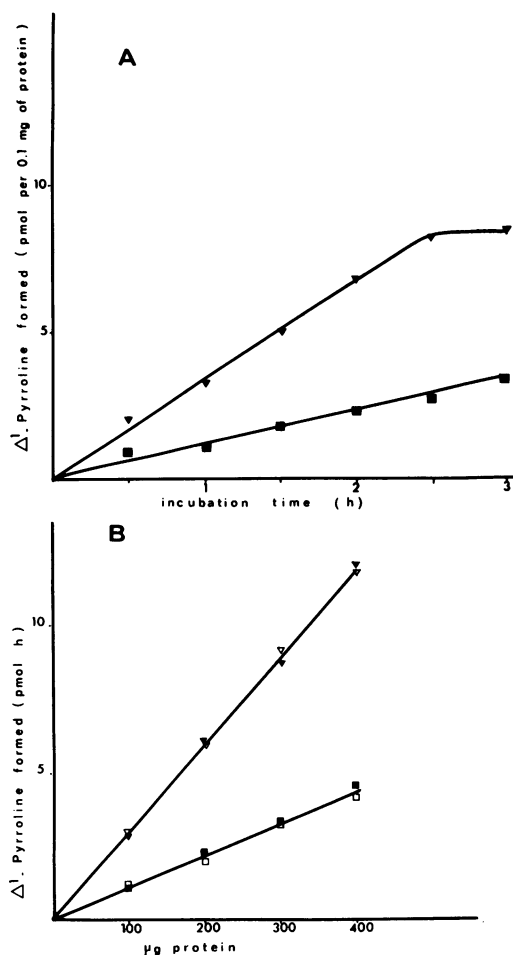 A
Δ¹. Pyrroline formed (pmol per 0.1 mg of protein)
10
5
1
2
3
incubation time (h)
B
Δ¹. Pyrroline formed (pmol h)
10
5
100
200
300
400
µg protein